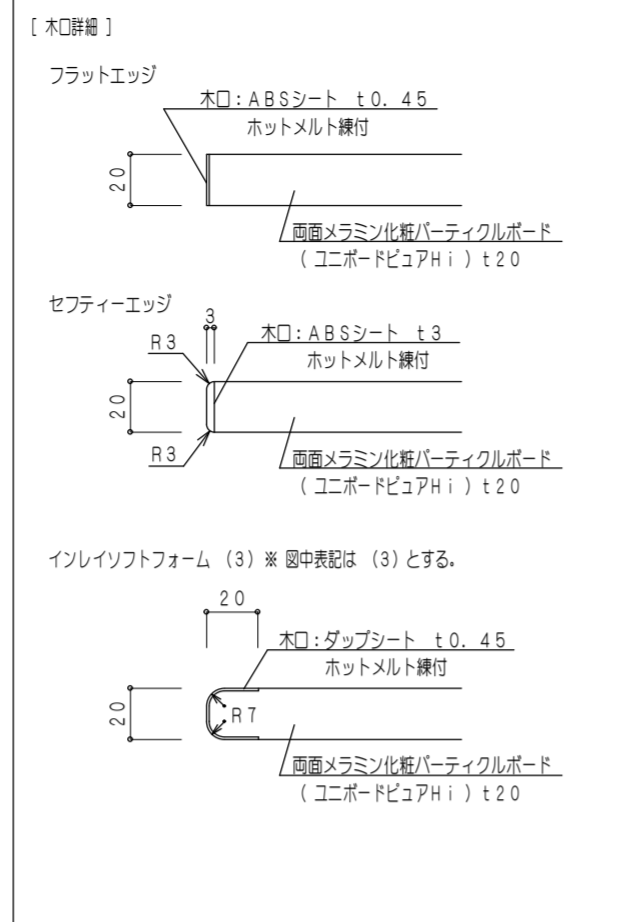 [ 木口詳細 ]
フラットエッジ
木口：ABSシート　t0.45
ホットメルト練付
20
両面メラミン化粧パーティクルボード
(ユニボードピュアHi) t20
セフティーエッジ
3
R3
木口：ABSシート　t3
ホットメルト練付
20
R3
両面メラミン化粧パーティクルボード
(ユニボードピュアHi) t20
インレイソフトフォーム (3) ※ 図中表記は (3) とする。
20
木口：ダップシート　t0.45
ホットメルト練付
20
R7
両面メラミン化粧パーティクルボード
(ユニボードピュアHi) t20